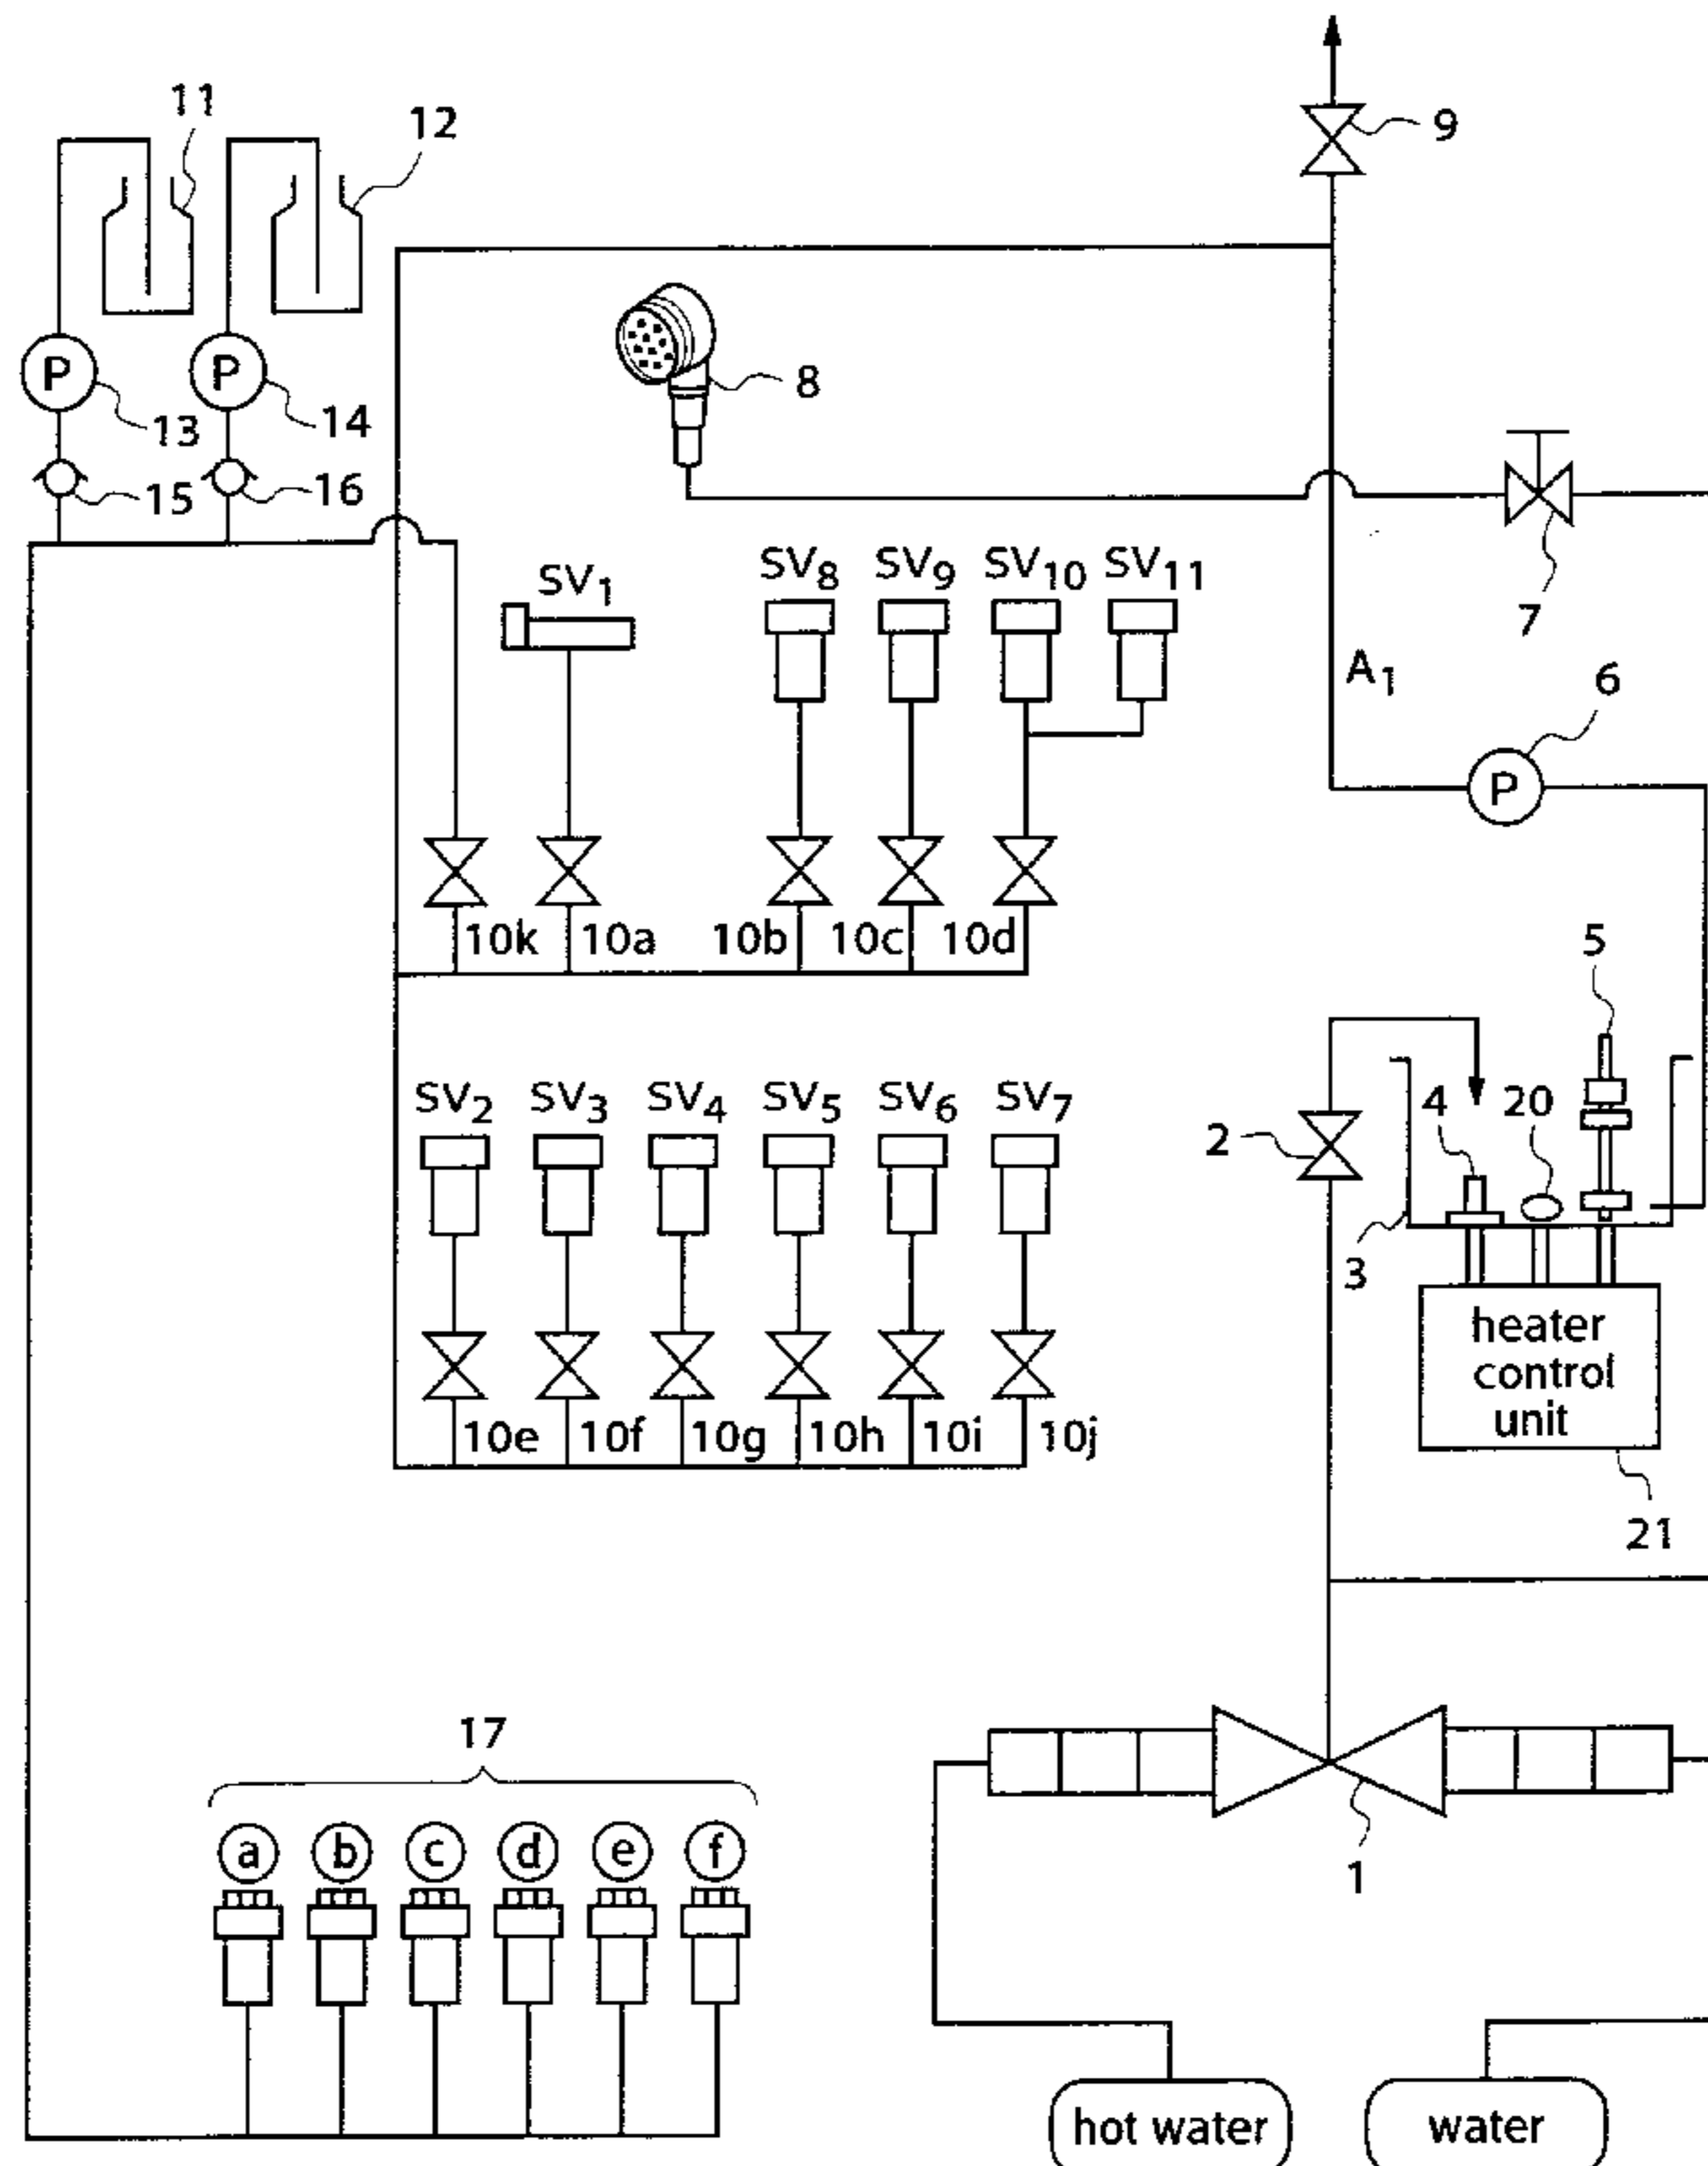 11
12
9
P
P
8
13
14
15
16
SV8 SV9 SV10 SV11
SV1
7
A1
6
P
10k 10a 10b 10c 10d
5
SV2 SV3 SV4 SV5 SV6 SV7
4 20
2
3
heater
control
unit
10e 10f 10g 10h 10i 10j
21
17
a b c d e f
1
hot water
water